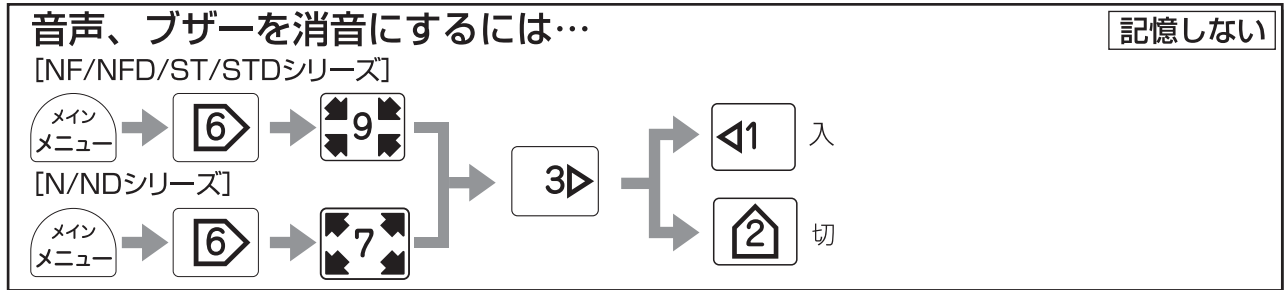 音声、ブザーを消音にするには…
記憶しない
[NF/NFD/ST/STDシリーズ]
メイン
メニュー
6
9
3
1
入
[N/NDシリーズ]
メイン
メニュー
6
7
2
切